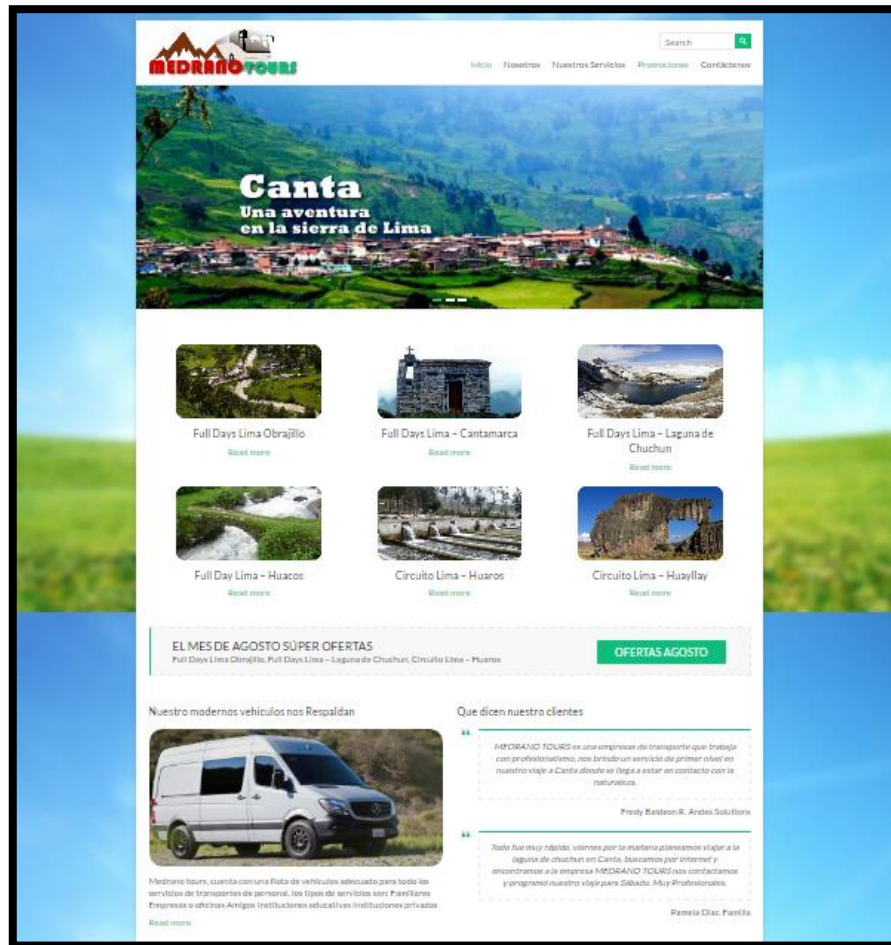 MEDRANO TOURS
Search
Inicio Nosotros Nuestros Servicios Promociones Contáctenos
Canta
Una aventura
en la sierra de Lima
Full Days Lima Obrajillo
Read more
Full Days Lima – Cantamarca
Read more
Full Days Lima – Laguna de
Chuchun
Read more
Full Day Lima – Huacos
Read more
Circuito Lima – Huaros
Read more
Circuito Lima – Huayllay
Read more
EL MES DE AGOSTO SÚPER OFERTAS
Full Days Lima Obrajillo, Full Days Lima – Laguna de Chuchun, Circuito Lima – Huaros
OFERTAS AGOSTO
Nuestro modernos vehiculos nos Respaldan
Medrano tours, cuenta con una flota de vehículos adecuado para todo los
servicios de transportes de personal, los tipos de servicios son: Familiares
Empresas o oficinas Amigos Instituciones educativas Instituciones privados
Read more
Que dicen nuestro clientes
MEDRANO TOURS es una empresas de transporte que trabaja
con profesionalismo, nos brindo un servicio de primer nivel en
nuestro viaje a Canta donde se llega a estar en contacto con la
naturaleza.
Fredy Baldeon R. Andes Solutions
Todo fue muy rápido, viernes por la mañana planeamos viajar a la
laguna de chuchun en Canta, buscamos por internet y
encontramos a la empresa MEDRANO TOURS nos contactamos
y programo nuestro viaje para Sábado. Muy Profesionales.
Pamela Diaz. Familia